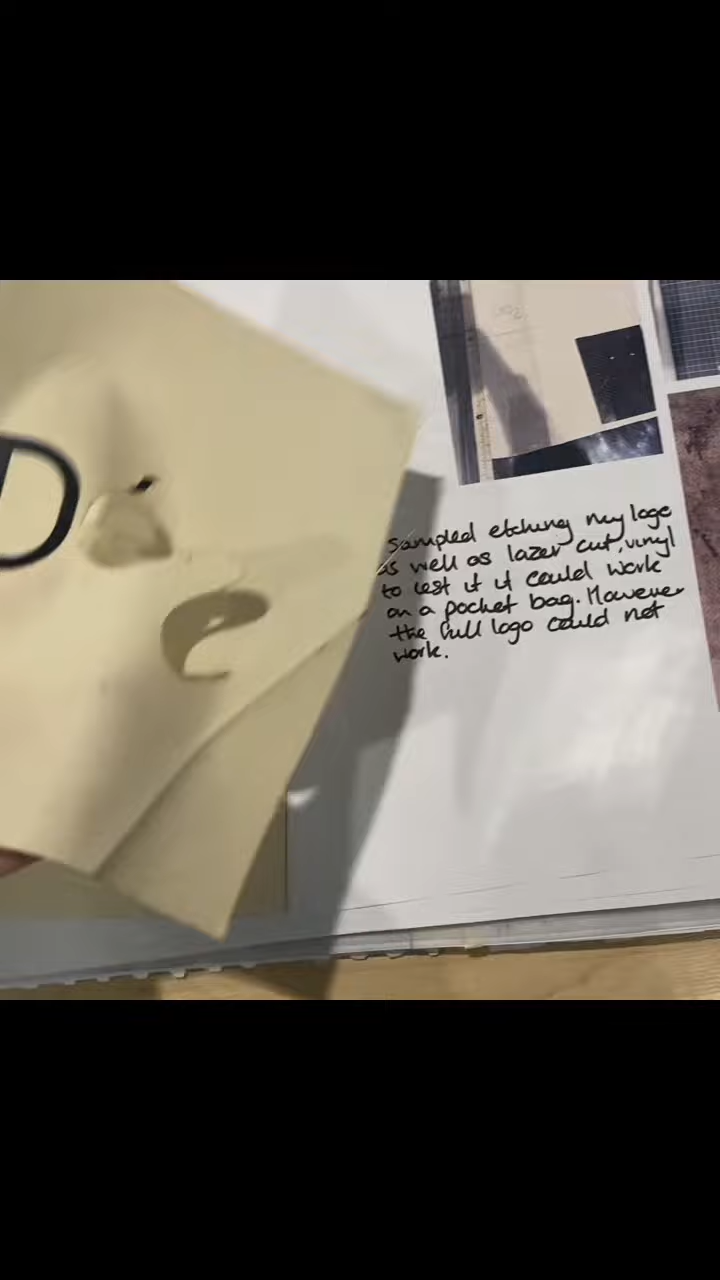 D
Sampled etching my logo
as well as lazer cut, vinyl
to test if it could work
on a pocket bag. However
the full logo could not
work.